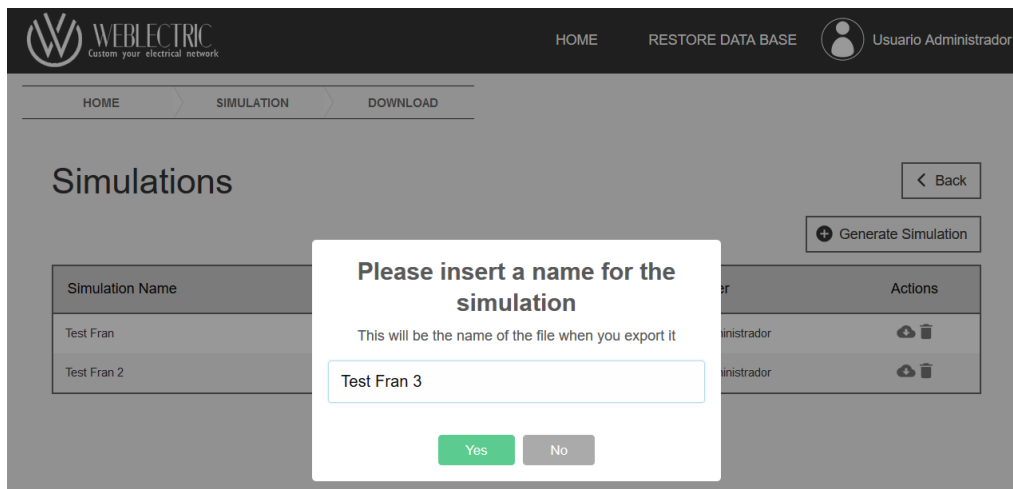 WEBLECTRIC
Custom your electrical network
HOME
RESTORE DATA BASE
Usuario Administrador
HOME
SIMULATION
DOWNLOAD
Simulations
Back
Generate Simulation
Simulation Name
Actions
Test Fran
Test Fran 2
Please insert a name for the
simulation
This will be the name of the file when you export it
Test Fran 3
Yes
No